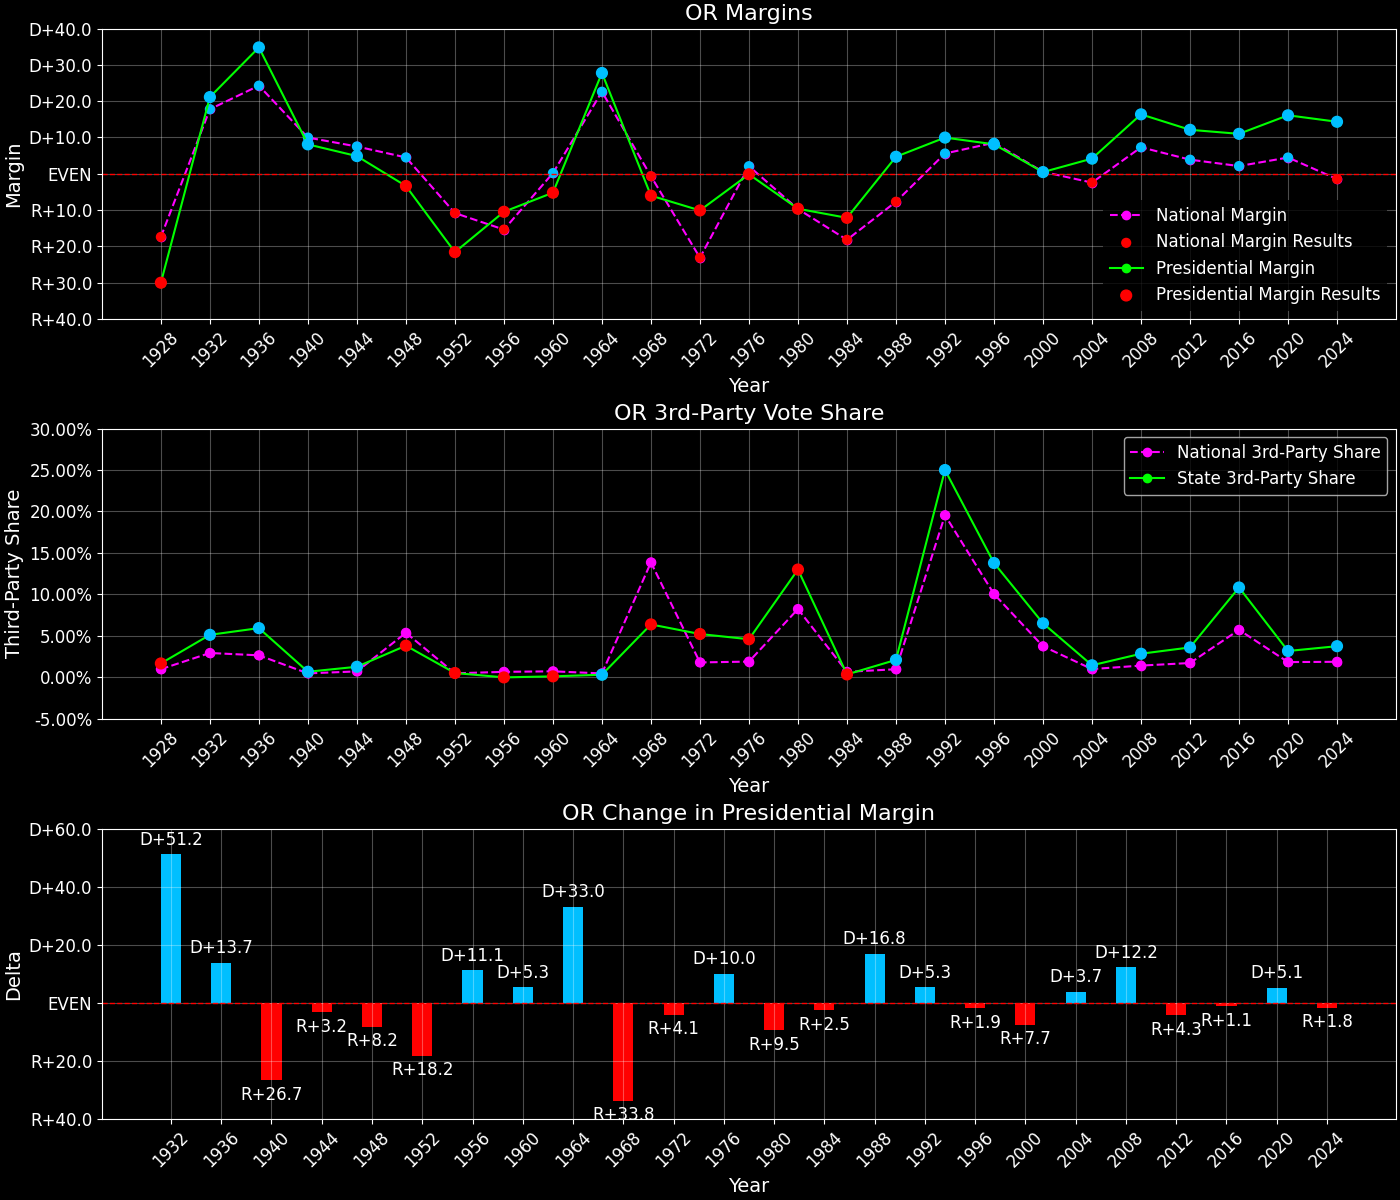 OR Margins
D+40.0
D+30.0
D+20.0
D+10.0
EVEN
R+10.0
R+20.0
R+30.0
R+40.0
Margin
National Margin
National Margin Results
Presidential Margin
Presidential Margin Results
1928 1932 1936 1940 1944 1948 1952 1956 1960 1964 1968 1972 1976 1980 1984 1988 1992 1996 2000 2004 2008 2012 2016 2020 2024
Year
OR 3rd-Party Vote Share
30.00%
25.00%
20.00%
15.00%
10.00%
5.00%
0.00%
-5.00%
Third-Party Share
National 3rd-Party Share
State 3rd-Party Share
1928 1932 1936 1940 1944 1948 1952 1956 1960 1964 1968 1972 1976 1980 1984 1988 1992 1996 2000 2004 2008 2012 2016 2020 2024
Year
OR Change in Presidential Margin
D+60.0
D+40.0
D+20.0
EVEN
R+20.0
R+40.0
Delta
D+51.2
D+13.7
R+26.7
R+3.2
R+8.2
R+18.2
D+11.1
D+5.3
D+33.0
R+33.8
R+4.1
D+10.0
R+9.5
R+2.5
D+16.8
D+5.3
R+1.9
R+7.7
D+3.7
D+12.2
R+4.3
R+1.1
D+5.1
R+1.8
1932 1936 1940 1944 1948 1952 1956 1960 1964 1968 1972 1976 1980 1984 1988 1992 1996 2000 2004 2008 2012 2016 2020 2024
Year